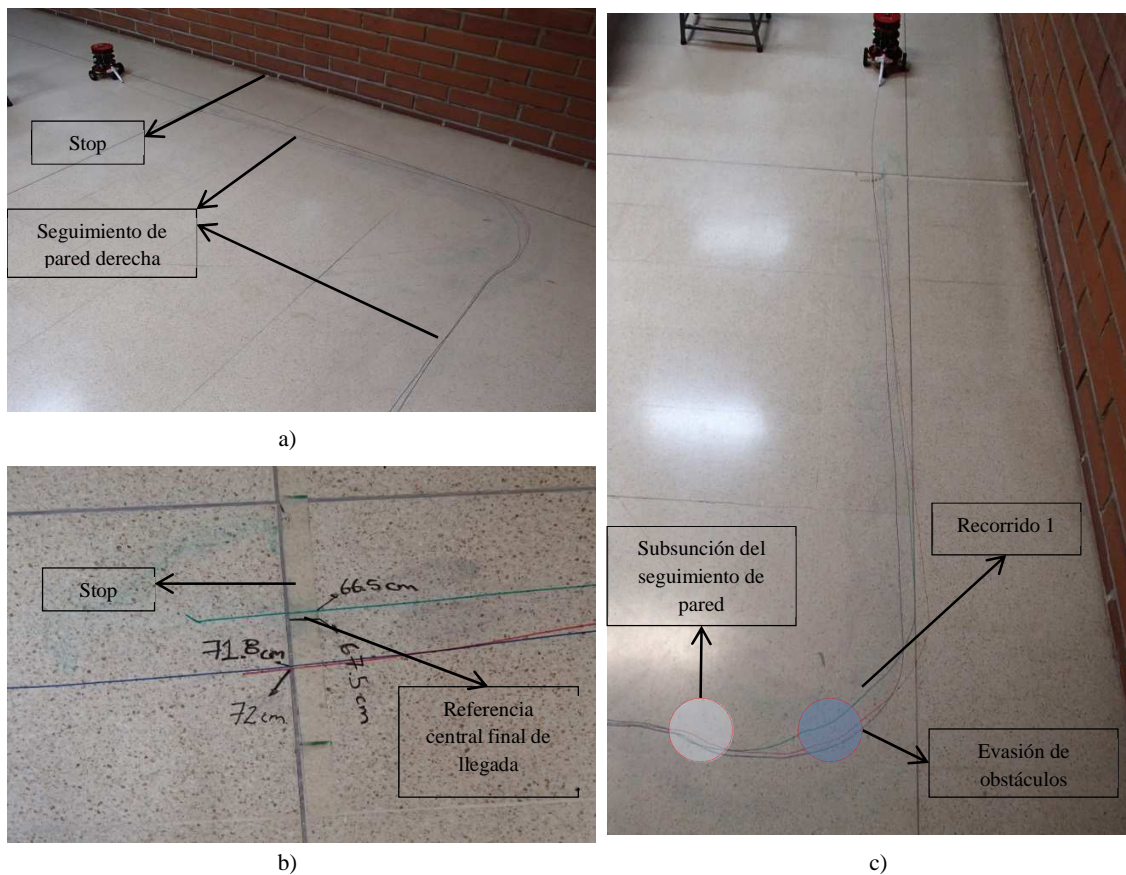 Stop
Seguimiento de
pared derecha
a)
Stop
66.5cm
71.8cm
67.5cm
72cm
Referencia
central final de
llegada
b)
Subsunción del
seguimiento de
pared
Recorrido 1
Evasión de
obstáculos
c)